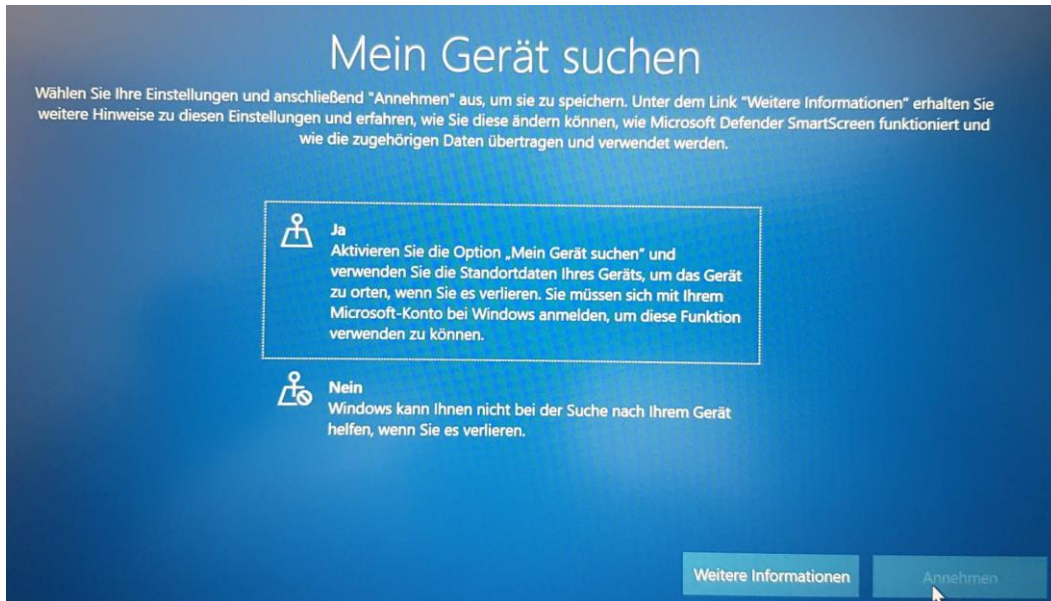 Mein Gerät suchen
Wählen Sie Ihre Einstellungen und anschließend "Annehmen" aus, um sie zu speichern. Unter dem Link "Weitere Informationen" erhalten Sie
weitere Hinweise zu diesen Einstellungen und erfahren, wie Sie diese ändern können, wie Microsoft Defender SmartScreen funktioniert und
wie die zugehörigen Daten übertragen und verwendet werden.
Ja
Aktivieren Sie die Option „Mein Gerät suchen" und
verwenden Sie die Standortdaten Ihres Geräts, um das Gerät
zu orten, wenn Sie es verlieren. Sie müssen sich mit Ihrem
Microsoft-Konto bei Windows anmelden, um diese Funktion
verwenden zu können.
Nein
Windows kann Ihnen nicht bei der Suche nach Ihrem Gerät
helfen, wenn Sie es verlieren.
Weitere Informationen
Annehmen